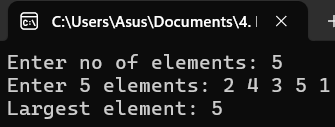 C:\Users\Asus\Documents\4.
Enter no of elements: 5
Enter 5 elements: 2 4 3 5 1
Largest element: 5